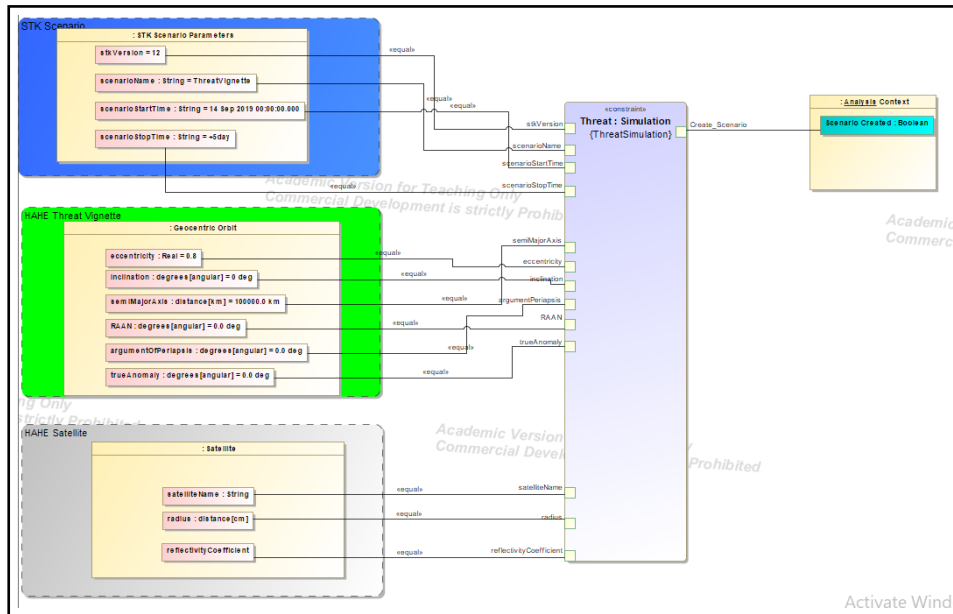 STK Scenario
: STK Scenario Parameters
stkVersion = 12
scenarioName : String = ThreatVignette
scenarioStartTime : String = 14 Sep 2019 00:00:00.000
scenarioStopTime : String = +5day
«equal»
«equal»
«equal»
«equal»
Academic Version for Teaching Only
Commercial Development is strictly Prohib
HAHE Threat Vignette
: Geocentric Orbit
eccentricity : Real = 0.8
inclination : degrees[angular] = 0 deg
semiMajorAxis : distance[km] = 100000.0 km
RAAN : degrees[angular] = 0.0 deg
argumentOfPeriapsis : degrees[angular] = 0.0 deg
trueAnomaly : degrees[angular] = 0.0 deg
«equal»
«equal»
«equal»
«equal»
«equal»
«equal»
ng Only
strictly Prohibited
HAHE Satellite
: Satellite
satelliteName : String
radius : distance[cm]
reflectivityCoefficient
«equal»
«equal»
«equal»
Academic Version
Commercial Devel
y
Prohibited
«constraint»
Threat : Simulation
{ThreatSimulation}
stkVersion
scenarioName
scenarioStartTime
scenarioStopTime
semiMajorAxis
eccentricity
inclination
argumentPeriapsis
RAAN
trueAnomaly
satelliteName
radius
reflectivityCoefficient
Create_Scenario
: Analysis Context
Scenario Created : Boolean
Academic
Commerc
Activate Wind